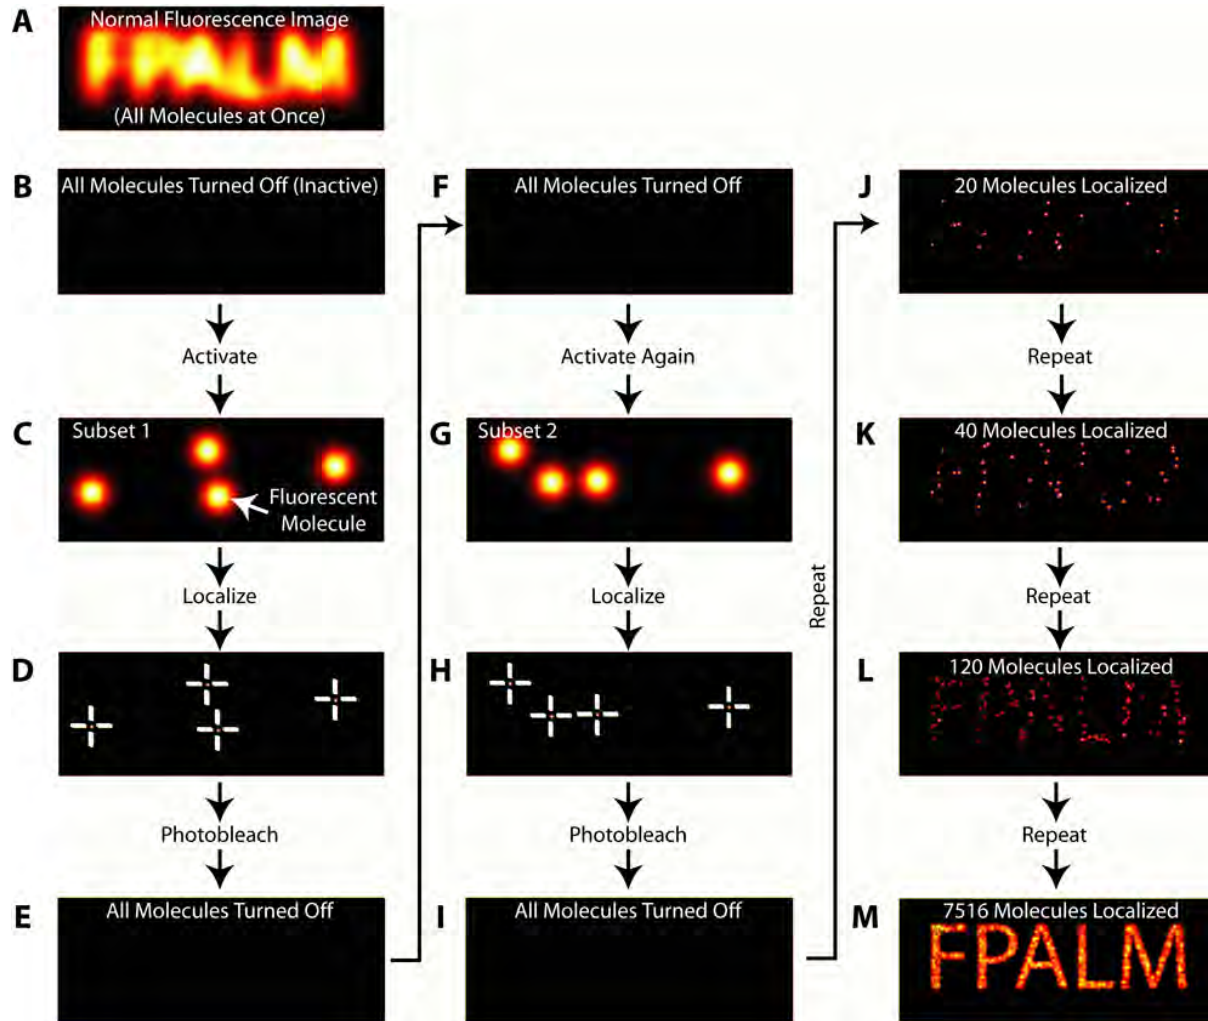 A
Normal Fluorescence Image
FPALM
(All Molecules at Once)
B
All Molecules Turned Off (Inactive)
Activate
C
Subset 1
Fluorescent
Molecule
Localize
D
Photobleach
E
All Molecules Turned Off
F
All Molecules Turned Off
Activate Again
G
Subset 2
Localize
H
Photobleach
I
All Molecules Turned Off
Repeat
J
20 Molecules Localized
Repeat
K
40 Molecules Localized
Repeat
L
120 Molecules Localized
Repeat
M
7516 Molecules Localized
FPALM